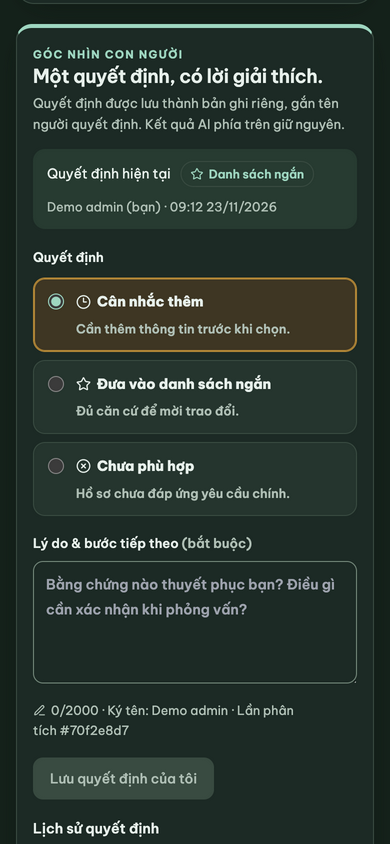 GÓC NHÌN CON NGƯỜI
Một quyết định, có lời giải thích.
Quyết định được lưu thành bản ghi riêng, gắn tên
người quyết định. Kết quả AI phía trên giữ nguyên.
Quyết định hiện tại
Danh sách ngắn
Demo admin (bạn) · 09:12 23/11/2026
Quyết định
Cân nhắc thêm
Cần thêm thông tin trước khi chọn.
Đưa vào danh sách ngắn
Đủ căn cứ để mời trao đổi.
Chưa phù hợp
Hồ sơ chưa đáp ứng yêu cầu chính.
Lý do & bước tiếp theo (bắt buộc)
Bằng chứng nào thuyết phục bạn? Điều gì
cần xác nhận khi phỏng vấn?
0/2000 · Ký tên: Demo admin · Lần phân
tích #70f2e8d7
Lưu quyết định của tôi
Lịch sử quyết định